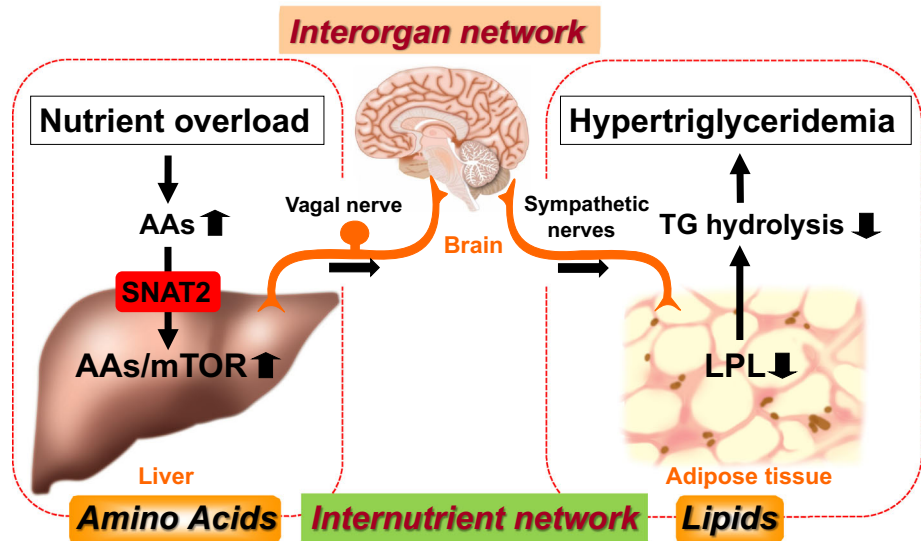 Interorgan network
Nutrient overload
AAs
SNAT2
AAs/mTOR
Liver
Amino Acids
Vagal nerve
Brain
Sympathetic
nerves
Internutrient network
Hypertriglyceridemia
TG hydrolysis
LPL
Adipose tissue
Lipids